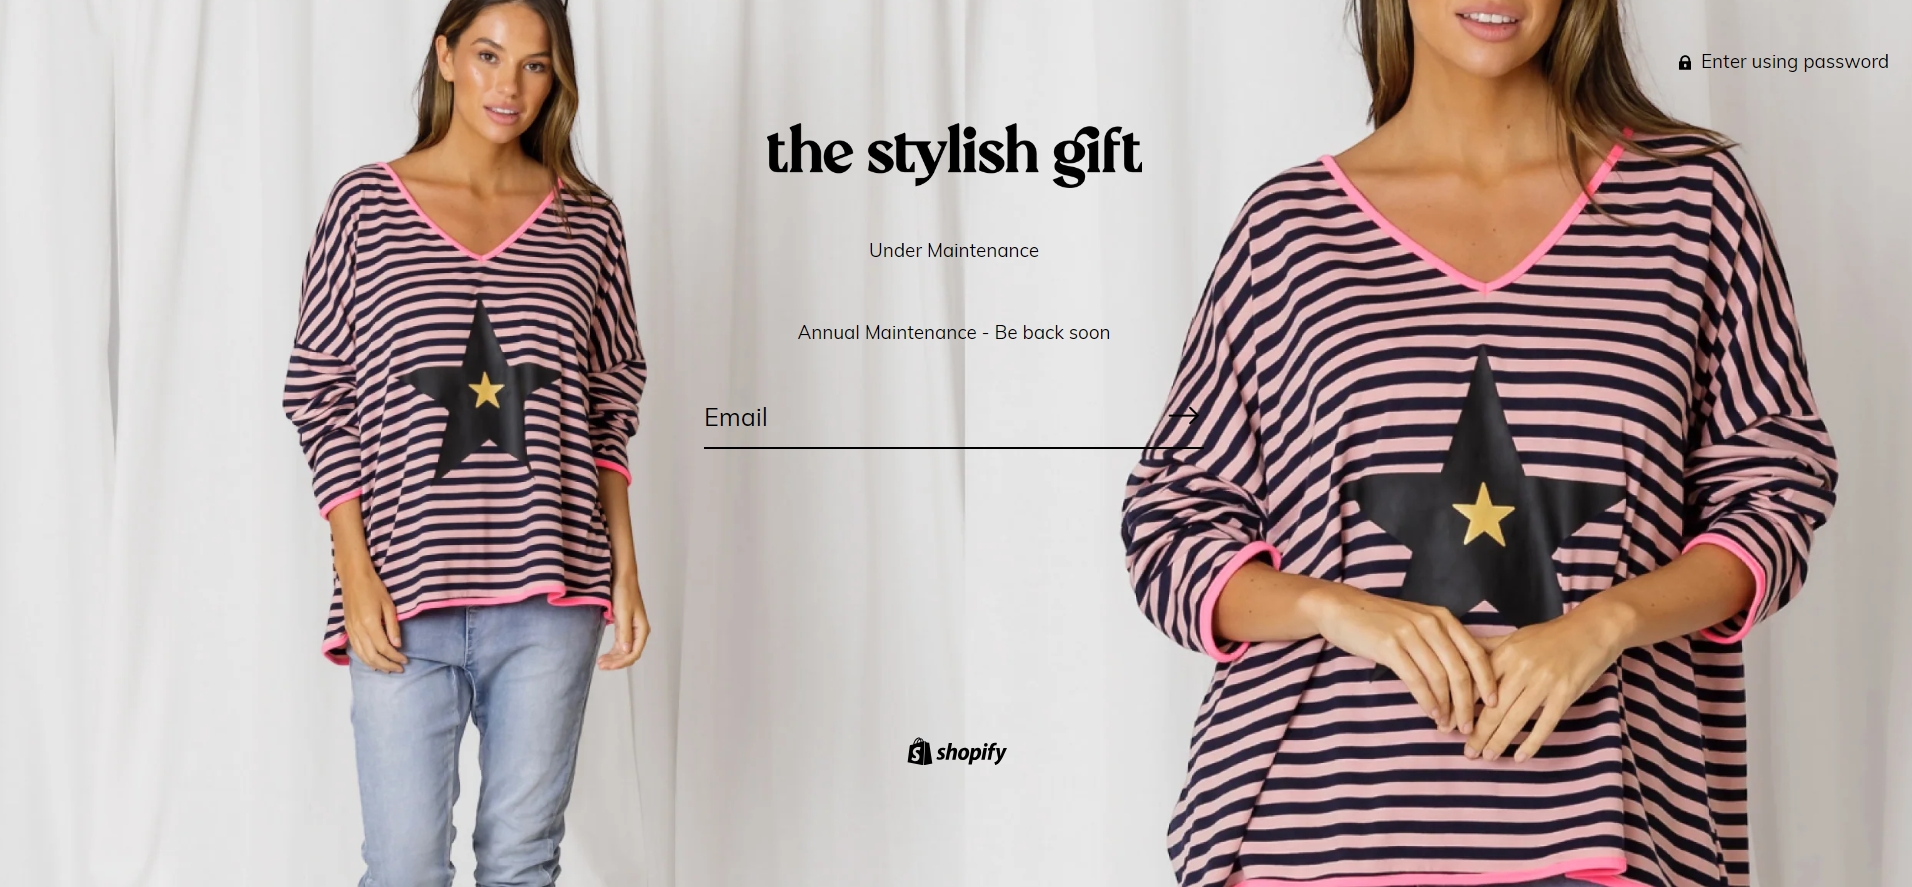 Enter using password
the stylish gift
Under Maintenance
Annual Maintenance - Be back soon
Email
shopify